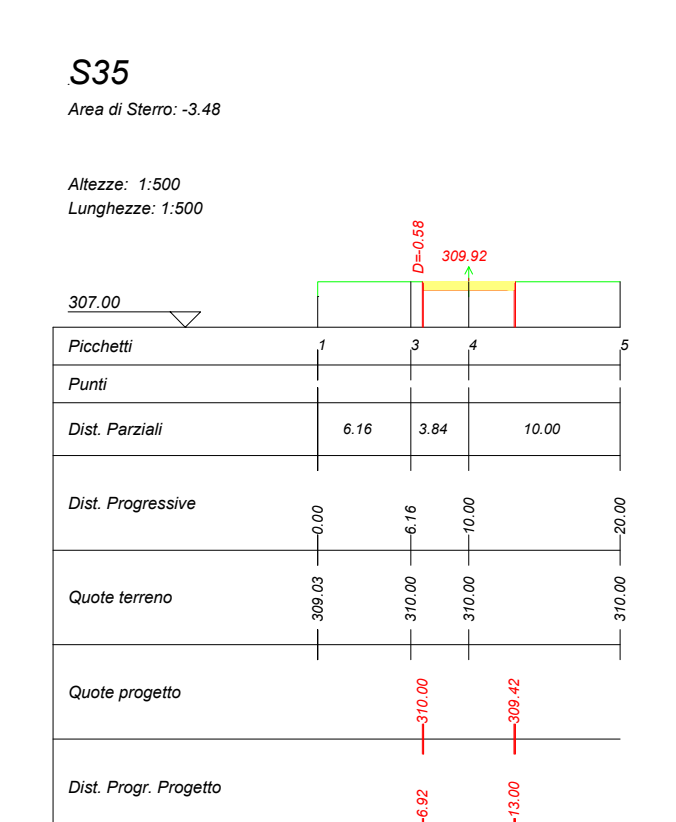 S35
Area di Sterro: -3.48
Altezze: 1:500
Lunghezze: 1:500
D=-0.58
309.92
307.00
Picchetti 1 3 4 5
Punti
Dist. Parziali 6.16 3.84 10.00
Dist. Progressive 0.00 6.16 10.00 20.00
Quote terreno 309.03 310.00 310.00 310.00
Quote progetto 310.00 309.42
Dist. Progr. Progetto 6.92 13.00